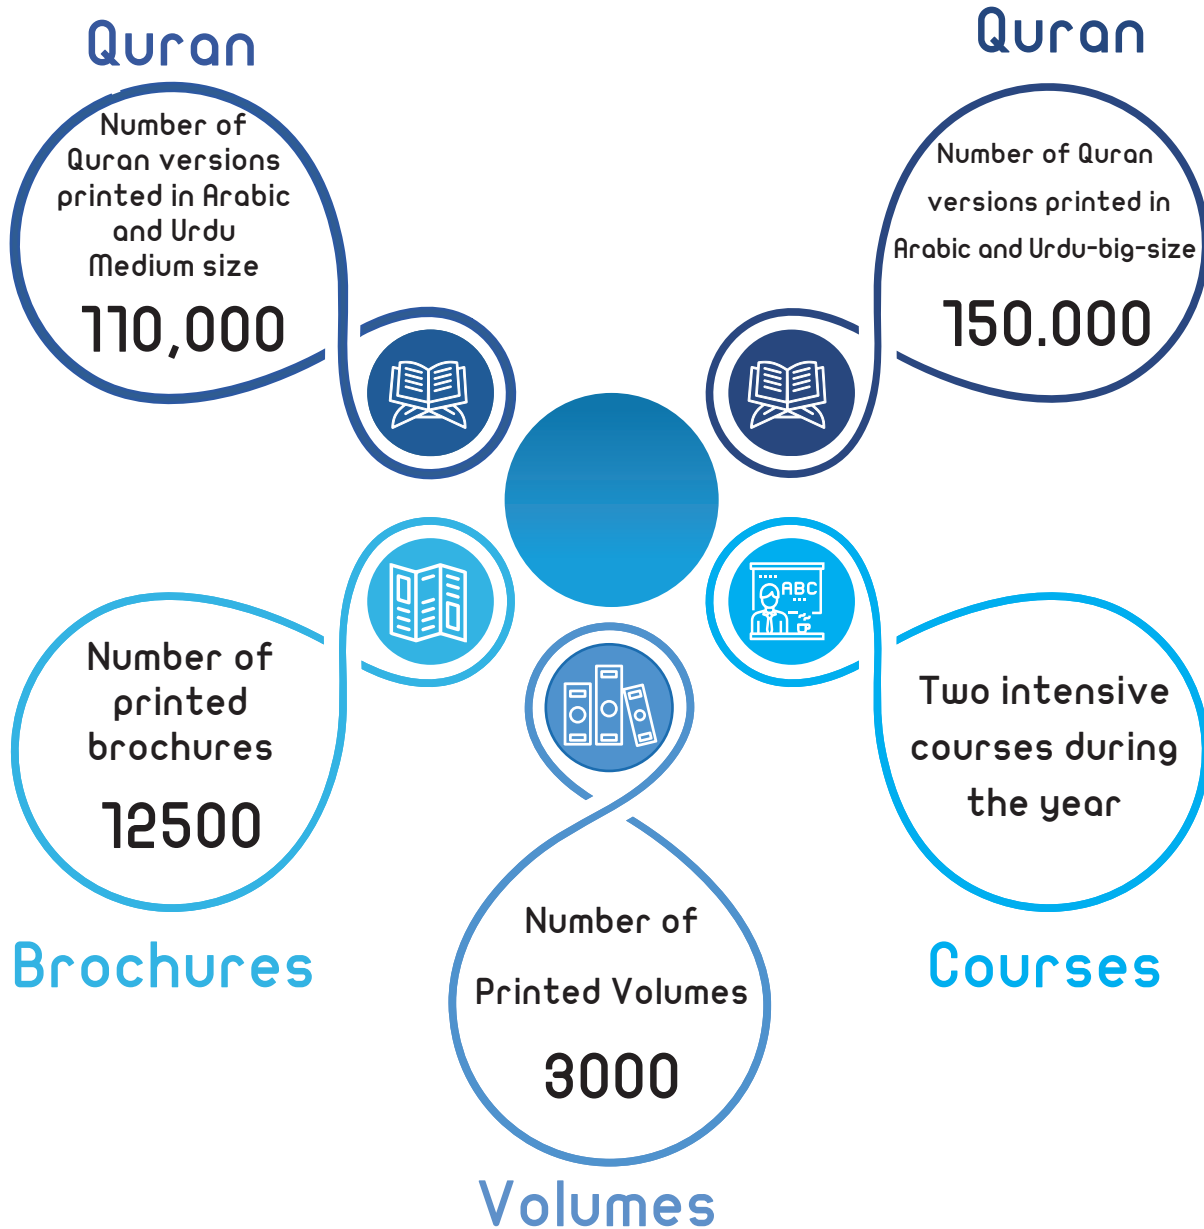 Quran
Number of
Quran versions
printed in Arabic
and Urdu
Medium size
110,000
Quran
Number of Quran
versions printed in
Arabic and Urdu-big-size
150.000
Number of
printed
brochures
12500
Brochures
ABC
Two intensive
courses during
the year
Courses
Number of
Printed Volumes
3000
Volumes